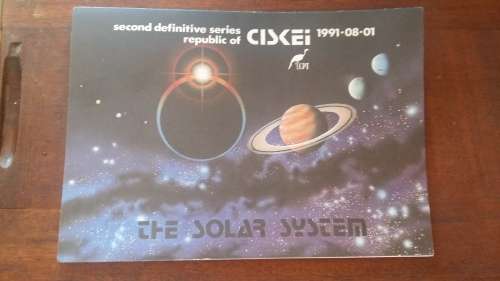 second definitive series
republic of CISKEi 1991-08-01
THE SOLAR SYSTEM